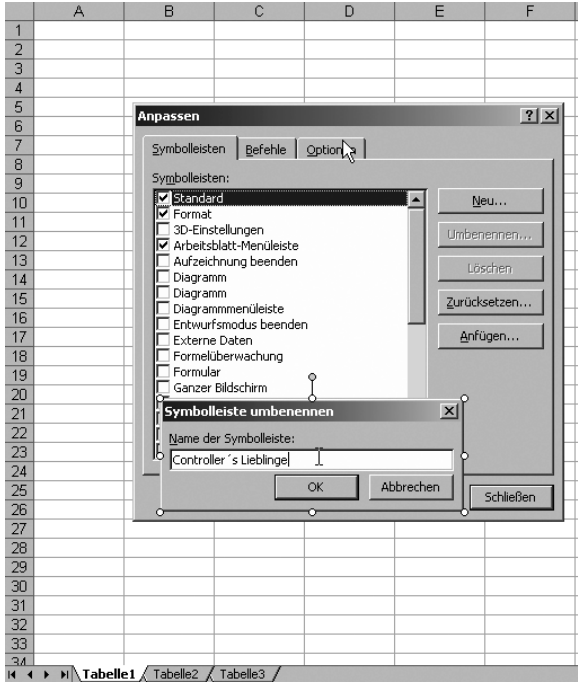 A B C D E F
1
2
3
4
5
6
7
8
9
10
11
12
13
14
15
16
17
18
19
20
21
22
23
24
25
26
27
28
29
30
31
32
33
34
Anpassen
Symbolleisten Befehle
Symbolleisten:
Standard
Format
3D-Einstellungen
Arbeitsblatt-Menüleiste
Aufzeichnung beenden
Diagramm
Diagramm
Diagrammmenüleiste
Entwurfsmodus beenden
Externe Daten
Formelüberwachung
Formular
Ganzer Bildschirm
Neu...
Umbenennen...
Löschen
Zurücksetzen...
Anfügen...
Symbolleiste umbenennen
Name der Symbolleiste:
Controller´s Lieblinge
OK Abbrechen
Schließen
Tabelle1 Tabelle2 Tabelle3